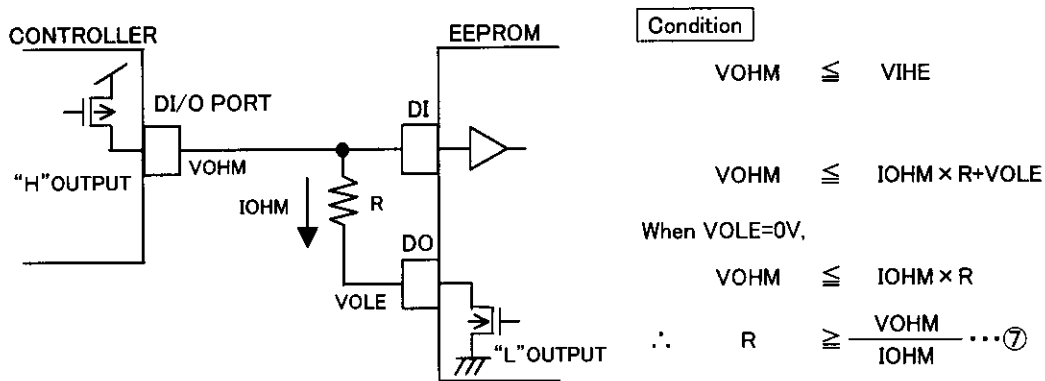 CONTROLLER
EEPROM
DI/O PORT
DI
VOHM
"H"OUTPUT
IOHM
R
DO
VOLE
"L"OUTPUT
Condition
VOHM ≦ VIHE
VOHM ≦ IOHM × R+VOLE
When VOLE=0V,
VOHM ≦ IOHM × R
∴ R ≧ VOHM
IOHM ···⑦